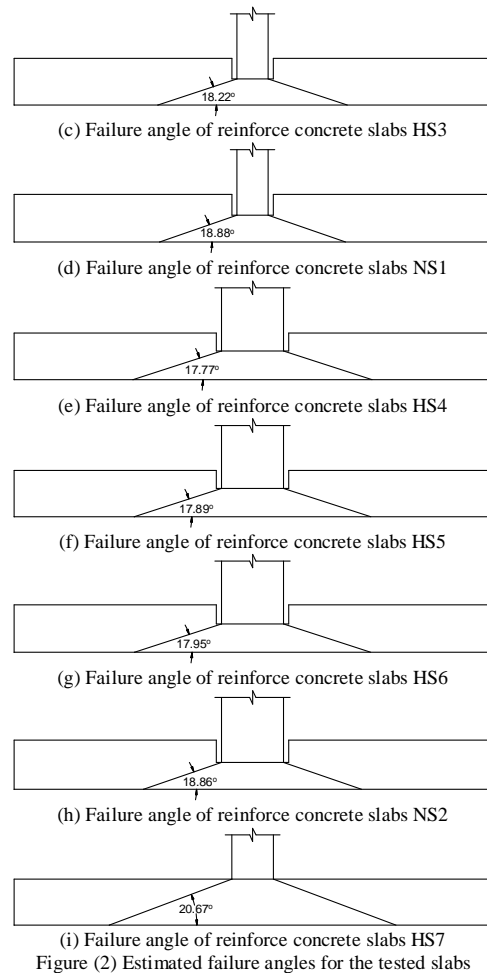 18.22°
(c) Failure angle of reinforce concrete slabs HS3
18.88°
(d) Failure angle of reinforce concrete slabs NS1
17.77°
(e) Failure angle of reinforce concrete slabs HS4
17.89°
(f) Failure angle of reinforce concrete slabs HS5
17.95°
(g) Failure angle of reinforce concrete slabs HS6
18.86°
(h) Failure angle of reinforce concrete slabs NS2
20.67°
(i) Failure angle of reinforce concrete slabs HS7
Figure (2) Estimated failure angles for the tested slabs